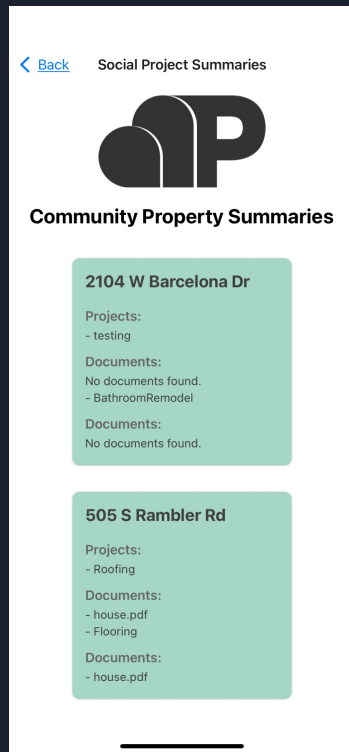 Back Social Project Summaries
P
Community Property Summaries
2104 W Barcelona Dr
Projects:
- testing
Documents:
No documents found.
- BathroomRemodel
Documents:
No documents found.
505 S Rambler Rd
Projects:
- Roofing
Documents:
- house.pdf
- Flooring
Documents:
- house.pdf